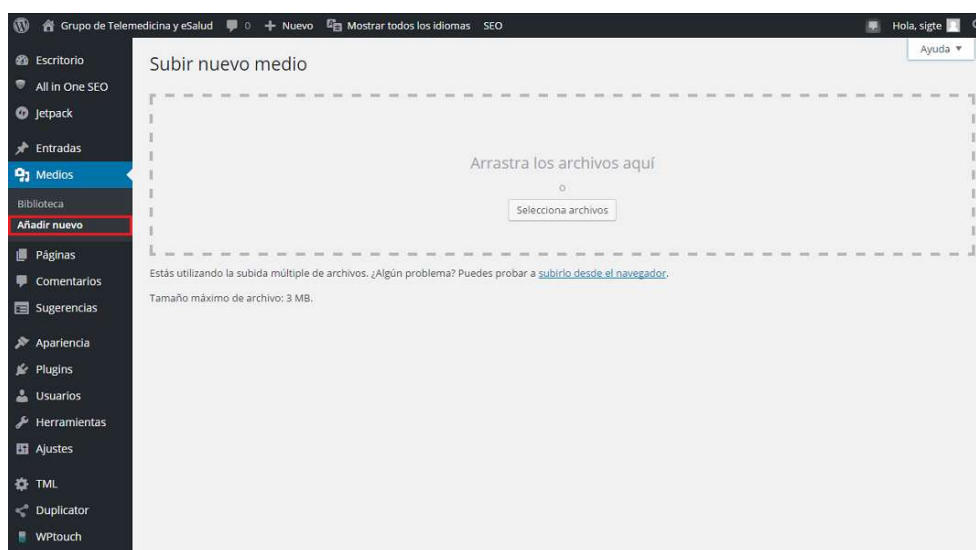 Grupo de Telemedicina y eSalud 0 + Nuevo Mostrar todos los idiomas SEO Hola, sigte
Ayuda
Escritorio
All in One SEO
Jetpack
Entradas
Medios
Biblioteca
Añadir nuevo
Páginas
Comentarios
Sugerencias
Apariencia
Plugins
Usuarios
Herramientas
Ajustes
TML
Duplicator
WPtouch
Subir nuevo medio
Arrastra los archivos aquí
o
Selecciona archivos
Estás utilizando la subida múltiple de archivos. ¿Algún problema? Puedes probar a subirlo desde el navegador.
Tamaño máximo de archivo: 3 MB.